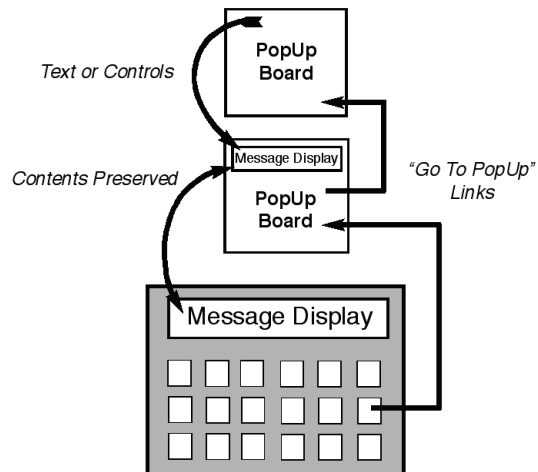 PopUp
Board
Text or Controls
Message Display
Contents Preserved
"Go To PopUp"
Links
PopUp
Board
Message Display